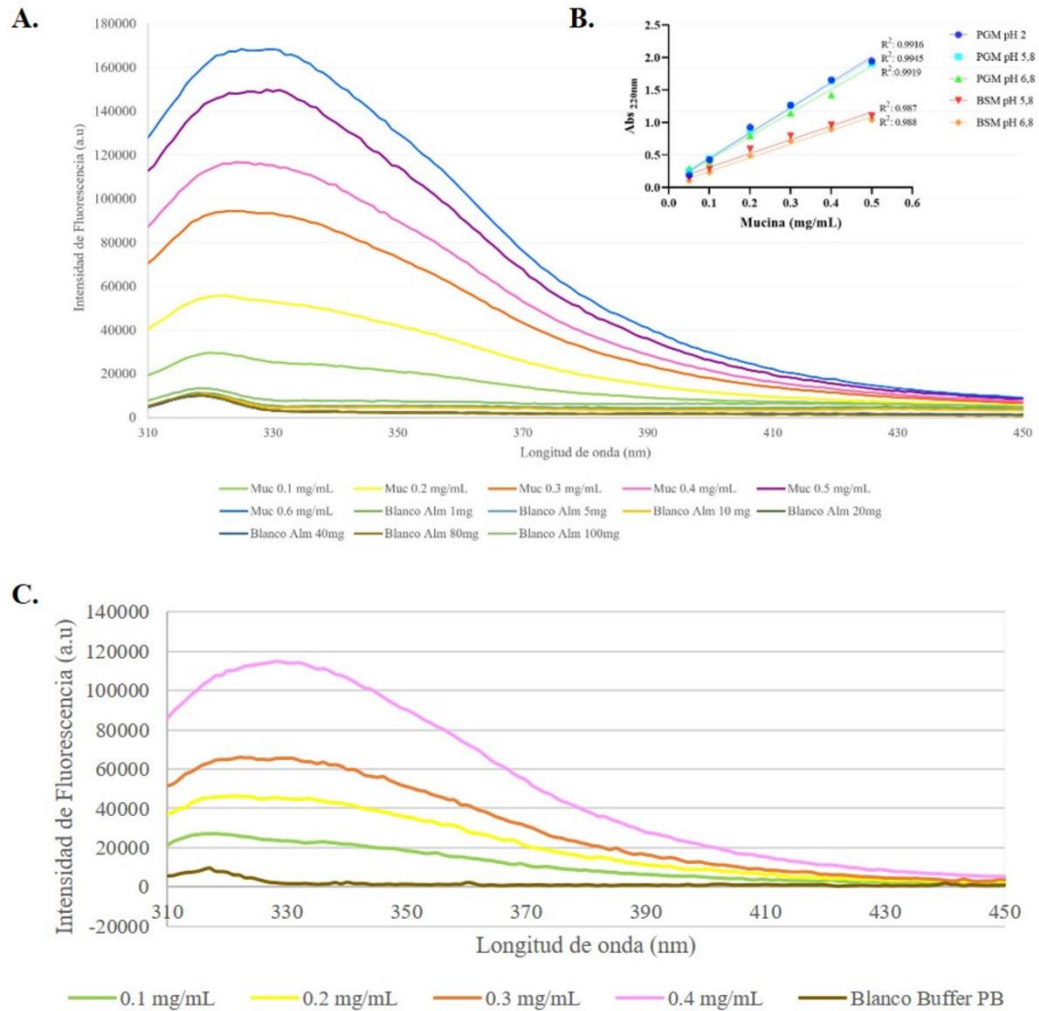 A.
Intensidad de Fluorescencia (a.u)
180000
160000
140000
120000
100000
80000
60000
40000
20000
0
310 330 350 370 390 410 430 450
Longitud de onda (nm)
Muc 0.1 mg/mL Muc 0.2 mg/mL Muc 0.3 mg/mL Muc 0.4 mg/mL Muc 0.5 mg/mL
Muc 0.6 mg/mL Blanco Alm 1mg Blanco Alm 5mg Blanco Alm 10 mg Blanco Alm 20mg
Blanco Alm 40mg Blanco Alm 80mg Blanco Alm 100mg
B.
Abs 220nm
2.5
2.0
1.5
1.0
0.5
0.0
0.0 0.1 0.2 0.3 0.4 0.5 0.6
Mucina (mg/mL)
R²: 0.9916
R²: 0.9945
R²:0.9919
R²: 0.987
R²: 0.988
PGM pH 2
PGM pH 5,8
PGM pH 6,8
BSM pH 5,8
BSM pH 6,8
C.
Intensidad de Fluorescencia (a.u)
140000
120000
100000
80000
60000
40000
20000
0
-20000
310 330 350 370 390 410 430 450
Longitud de onda (nm)
0.1 mg/mL 0.2 mg/mL 0.3 mg/mL 0.4 mg/mL Blanco Buffer PB